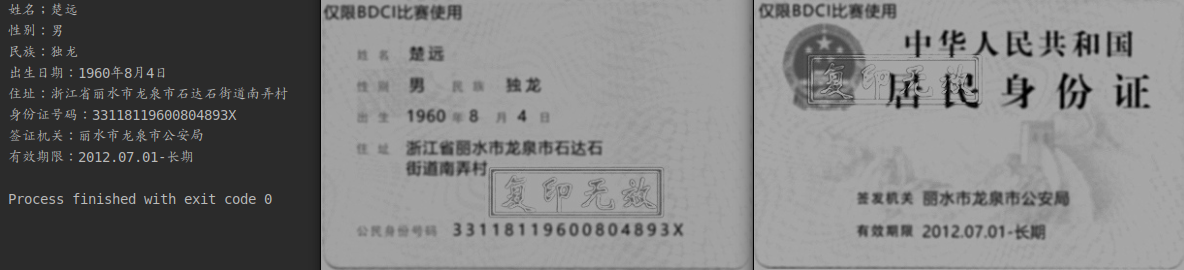 姓名：楚远
性别：男
民族：独龙
出生日期：1960年8月4日
住址：浙江省丽水市龙泉市石达石街道南弄村
身份证号码：33118119600804893X
签证机关：丽水市龙泉市公安局
有效期限：2012.07.01-长期
Process finished with exit code 0
仅限BDCI比赛使用
姓名 楚远
性别 男 民族 独龙
出生 1960 年 8 月 4 日
住址 浙江省丽水市龙泉市石达石
街道南弄村
复印无效
公民身份号码 33118119600804893X
仅限BDCI比赛使用
中华人民共和国
复印无效
居民身份证
签发机关 丽水市龙泉市公安局
有效期限 2012.07.01-长期